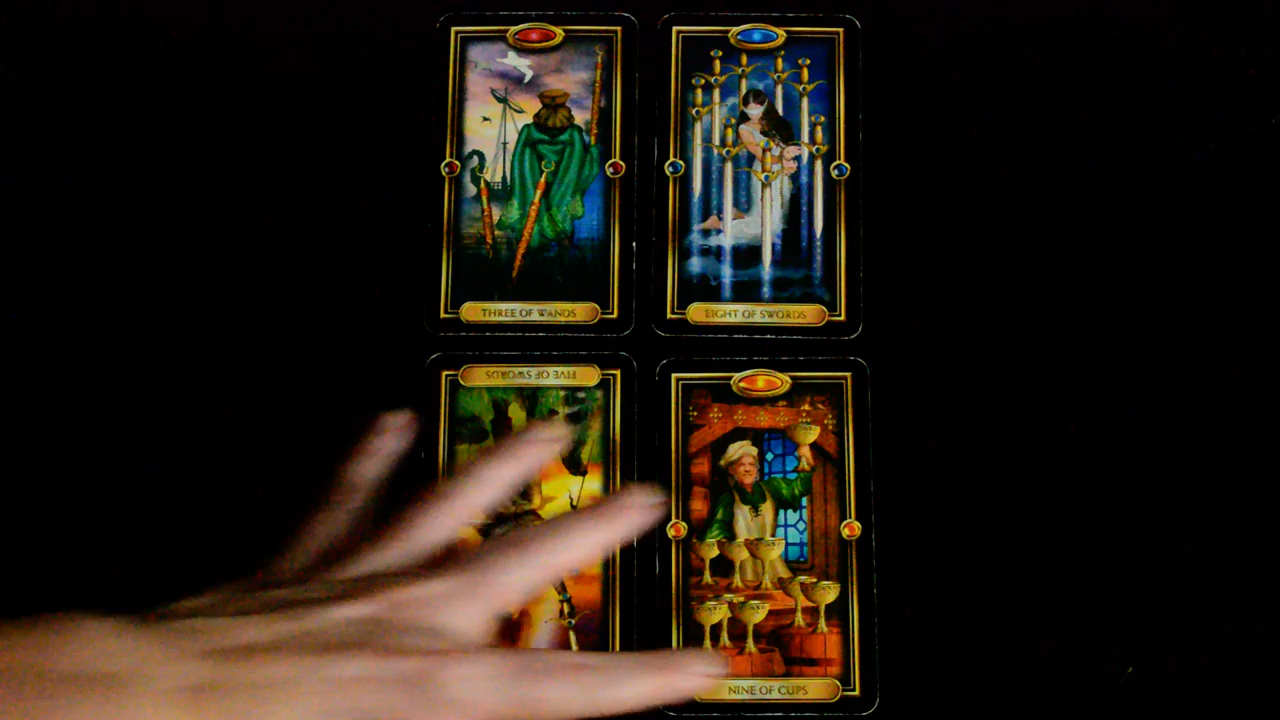 THREE OF WANDS
EIGHT OF SWORDS
FIVE OF SWORDS
NINE OF CUPS